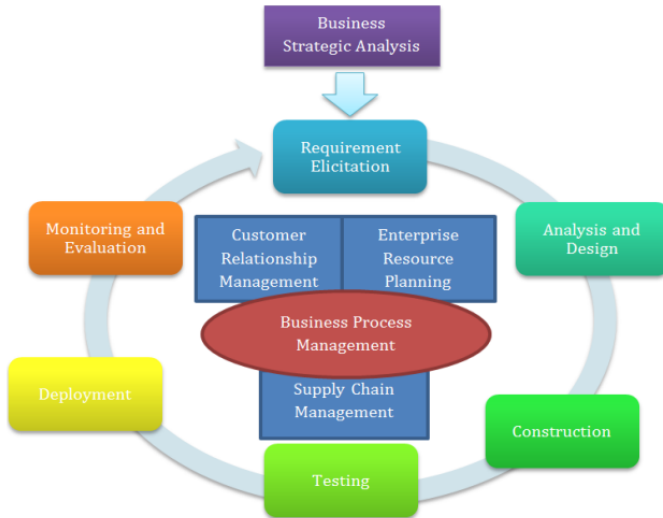 Business
Strategic Analysis
Requirement
Elicitation
Monitoring and
Evaluation
Customer
Relationship
Management
Enterprise
Resource
Planning
Analysis and
Design
Business Process
Management
Deployment
Supply Chain
Management
Construction
Testing